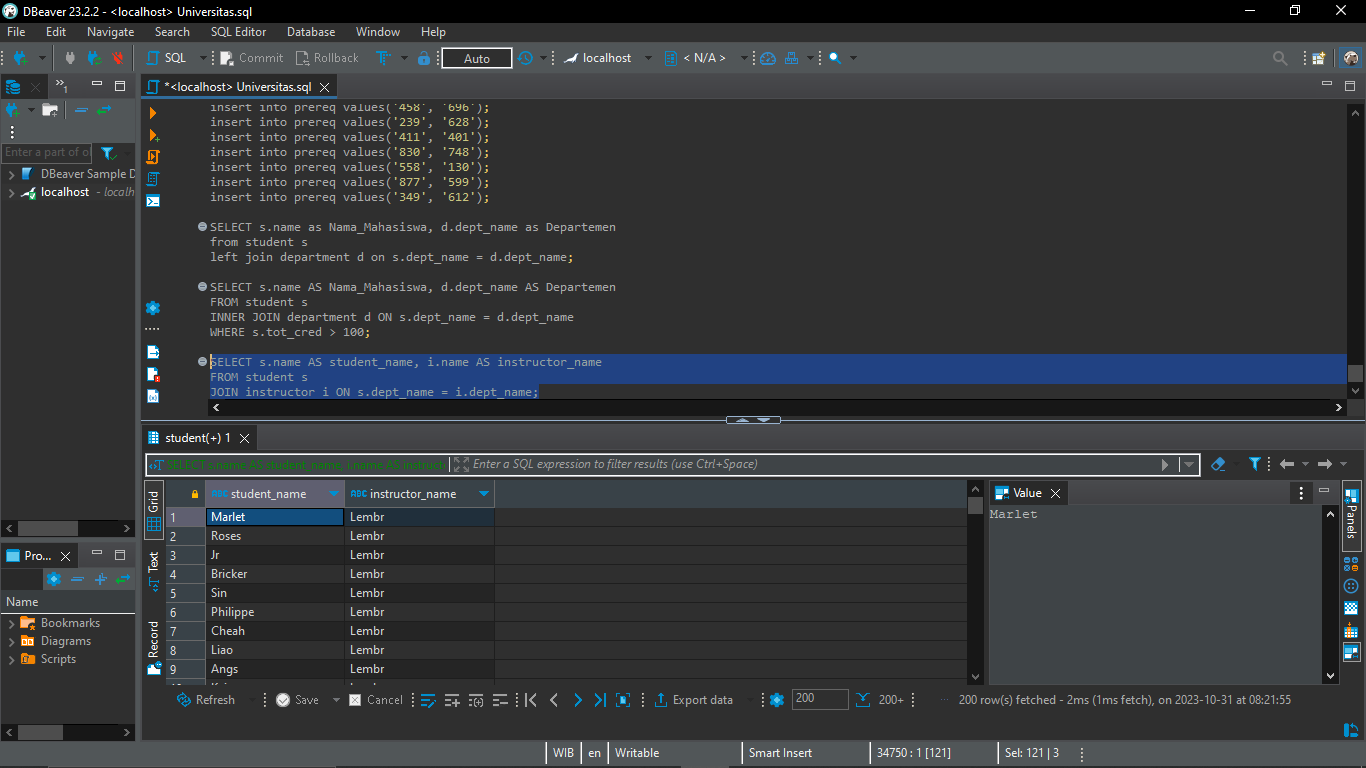 DBeaver 23.2.2 - <localhost> Universitas.sql
File Edit Navigate Search SQL Editor Database Window Help
SQL Commit Rollback Auto localhost < N/A >
1 *<localhost> Universitas.sql
Enter a part of ob
DBeaver Sample D
localhost - localh
insert into prereq values('458', '696');
insert into prereq values('239', '628');
insert into prereq values('411', '401');
insert into prereq values('830', '748');
insert into prereq values('558', '130');
insert into prereq values('877', '599');
insert into prereq values('349', '612');
SELECT s.name as Nama_Mahasiswa, d.dept_name as Departemen
from student s
left join department d on s.dept_name = d.dept_name;
SELECT s.name AS Nama_Mahasiswa, d.dept_name AS Departemen
FROM student s
INNER JOIN department d ON s.dept_name = d.dept_name
WHERE s.tot_cred > 100;
SELECT s.name AS student_name, i.name AS instructor_name
FROM student s
JOIN instructor i ON s.dept_name = i.dept_name;
student(+) 1
SELECT s.name AS student_name, i.name AS instructo
Enter a SQL expression to filter results (use Ctrl+Space)
Grid
Text
Record
ABC student_name ABC instructor_name
1 Marlet Lembr
2 Roses Lembr
3 Jr Lembr
4 Bricker Lembr
5 Sin Lembr
6 Philippe Lembr
7 Cheah Lembr
8 Liao Lembr
9 Angs Lembr
Value
Marlet
Panels
Pro...
Name
Bookmarks
Diagrams
Scripts
Refresh Save Cancel Export data 200 200+ 200 row(s) fetched - 2ms (1ms fetch), on 2023-10-31 at 08:21:55
WIB en Writable Smart Insert 34750 : 1 [121] Sel: 121 | 3